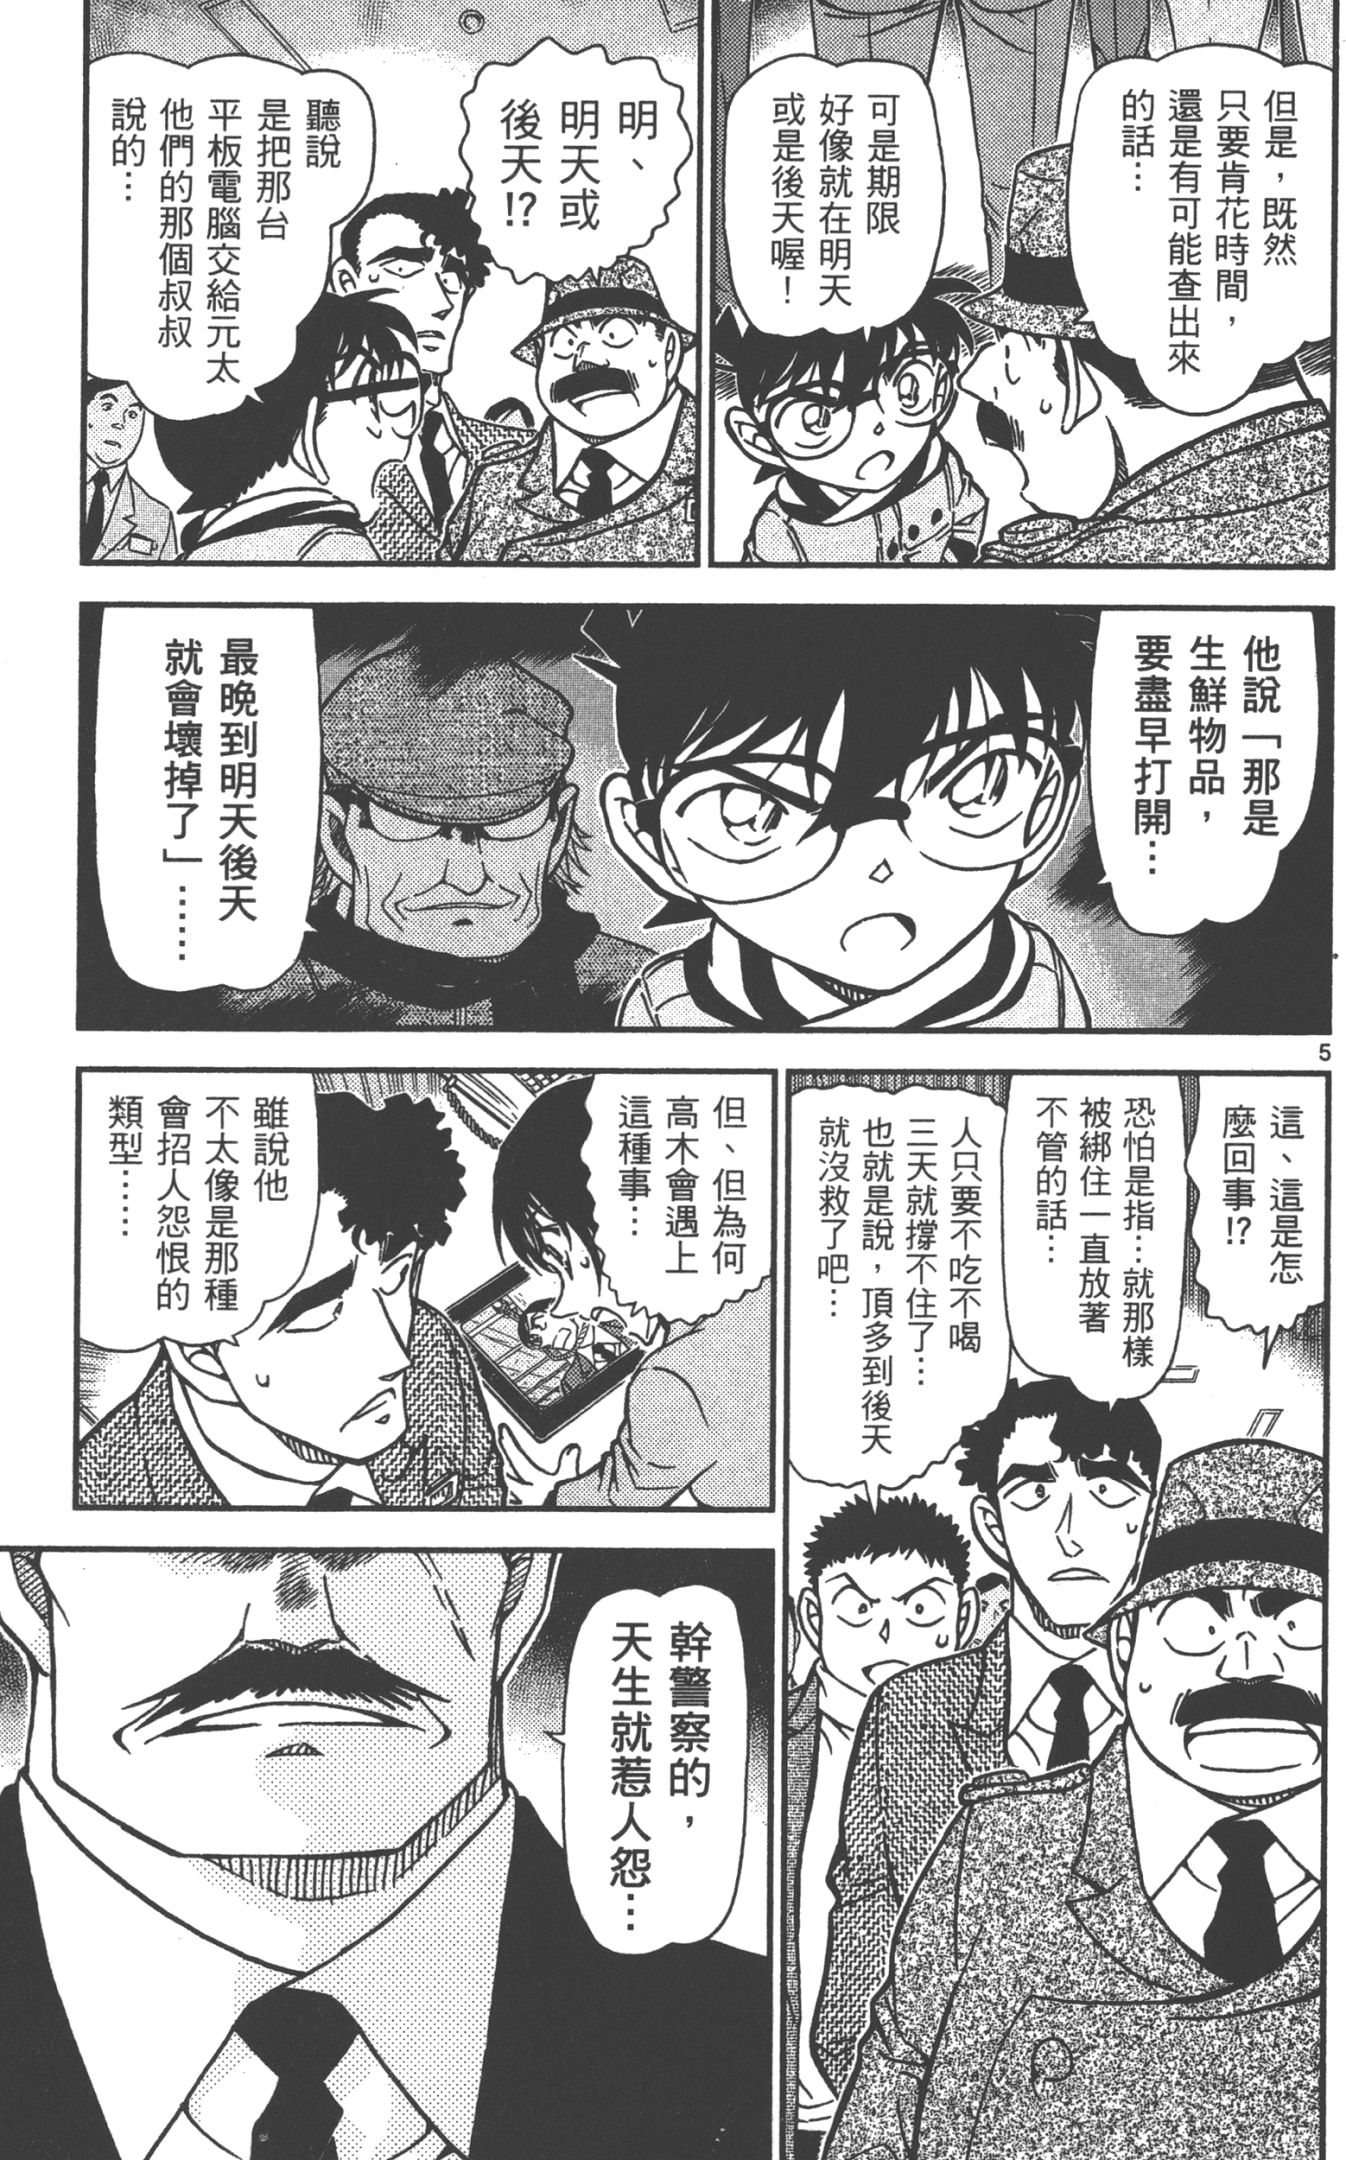 但是，既然
只要肯花時間，
還是有可能查出來
的話…
可是期限
好像就在明天
或是後天喔！
明、
明天或
後天!?
聽說
是把那台
平板電腦交給元太
他們的那個叔叔
說的…
他說「那是
生鮮物品，
要盡早打開…
最晚到明天後天
就會壞掉了」……
5
這、這是怎
麼回事!?
恐怕是指…就那樣
被綁住一直放著
不管的話…
人只要不吃不喝
三天就撐不住了…
也就是說，頂多到後天
就沒救了吧…
但、但為何
高木會遇上
這種事…
雖說他
不太像是那種
會招人怨恨的
類型……
幹警察的，
天生就惹人怨…